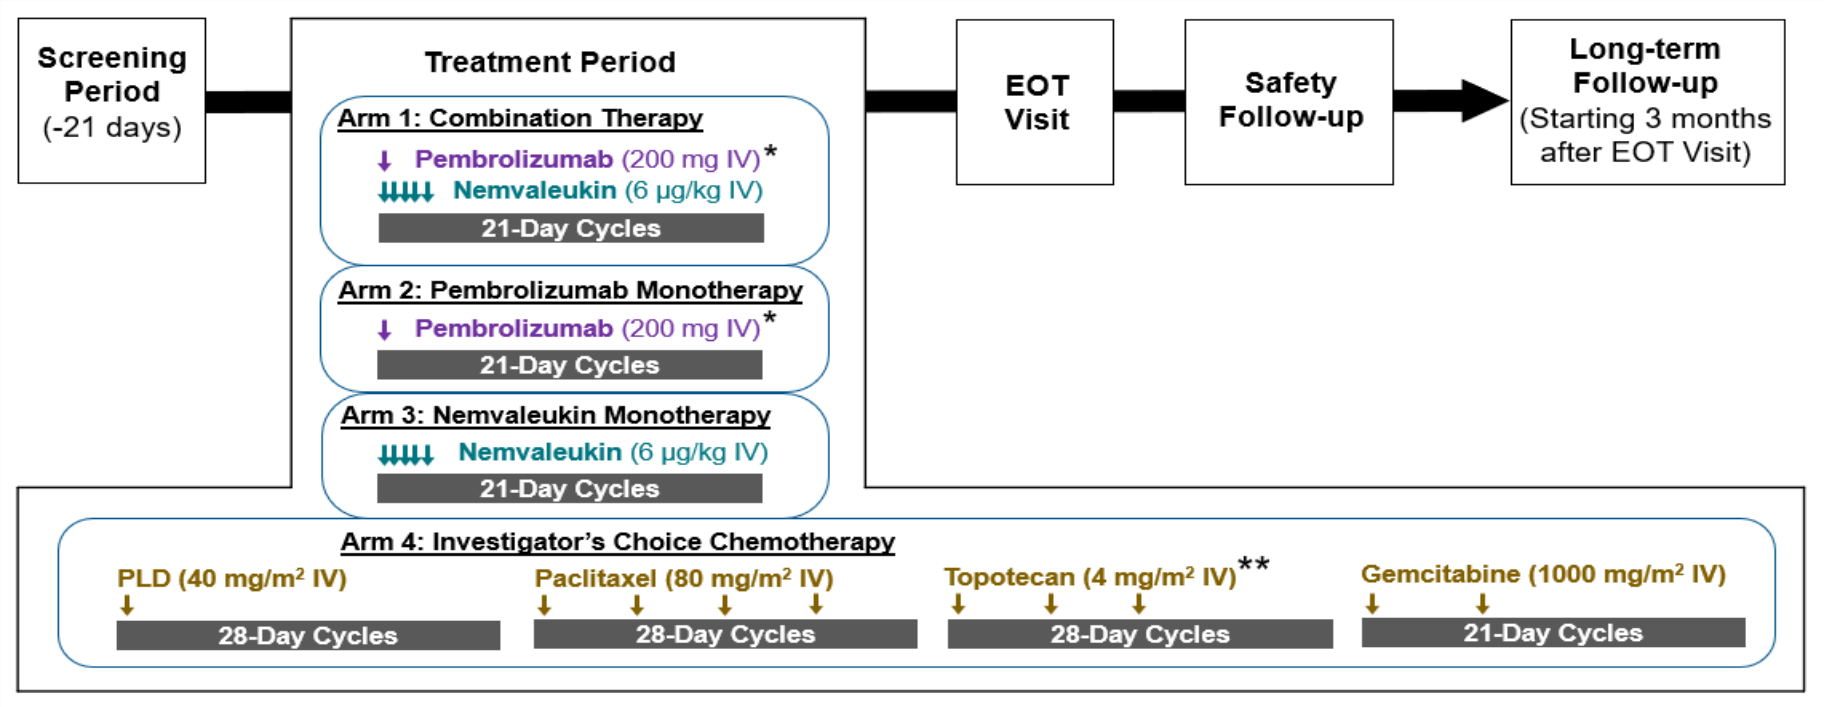 Screening
Period
(-21 days)
Treatment Period
Arm 1: Combination Therapy
Pembrolizumab (200 mg IV)*
Nemvaleukin (6 µg/kg IV)
21-Day Cycles
Arm 2: Pembrolizumab Monotherapy
Pembrolizumab (200 mg IV)*
21-Day Cycles
Arm 3: Nemvaleukin Monotherapy
Nemvaleukin (6 µg/kg IV)
21-Day Cycles
Arm 4: Investigator’s Choice Chemotherapy
PLD (40 mg/m² IV)
28-Day Cycles
Paclitaxel (80 mg/m² IV)
28-Day Cycles
Topotecan (4 mg/m² IV)**
28-Day Cycles
Gemcitabine (1000 mg/m² IV)
21-Day Cycles
EOT
Visit
Safety
Follow-up
Long-term
Follow-up
(Starting 3 months
after EOT Visit)